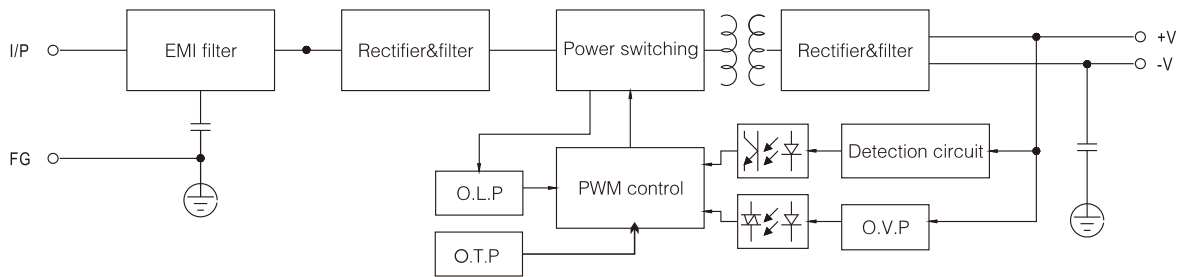 I/P
EMI filter
Rectifier&filter
Power switching
Rectifier&filter
+V
-V
FG
Detection circuit
PWM control
O.L.P
O.V.P
O.T.P